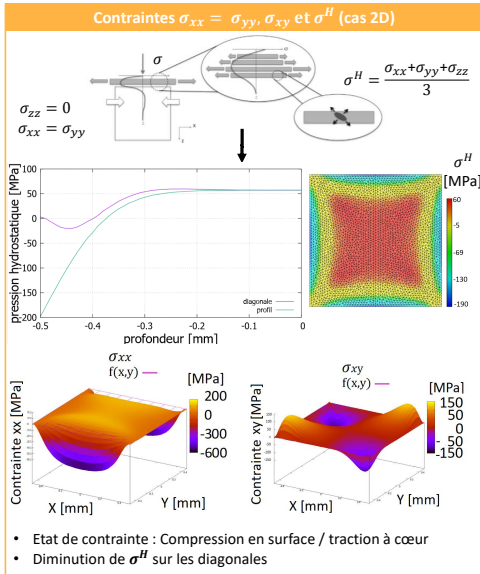 Contraintes σxx = σyy, σxy et σᴴ (cas 2D)
σ
σᴴ = (σxx+σyy+σzz)/3
σzz = 0
σxx = σyy
pression hydrostatique [MPa]
100
50
0
-50
-100
-150
-200
-0.5 -0.4 -0.3 -0.2 -0.1 0
profondeur [mm]
diagonale
profil
σᴴ
[MPa]
60
-5
-69
-130
-190
σxx
f(x,y)
[MPa]
200
0
-300
-600
Contrainte xx [MPa]
X [mm]
Y [mm]
σxy
f(x,y)
[MPa]
150
50
0
- 50
-150
Contrainte xy [MPa]
X [mm]
Y [mm]
• Etat de contrainte : Compression en surface / traction à cœur
• Diminution de σᴴ sur les diagonales